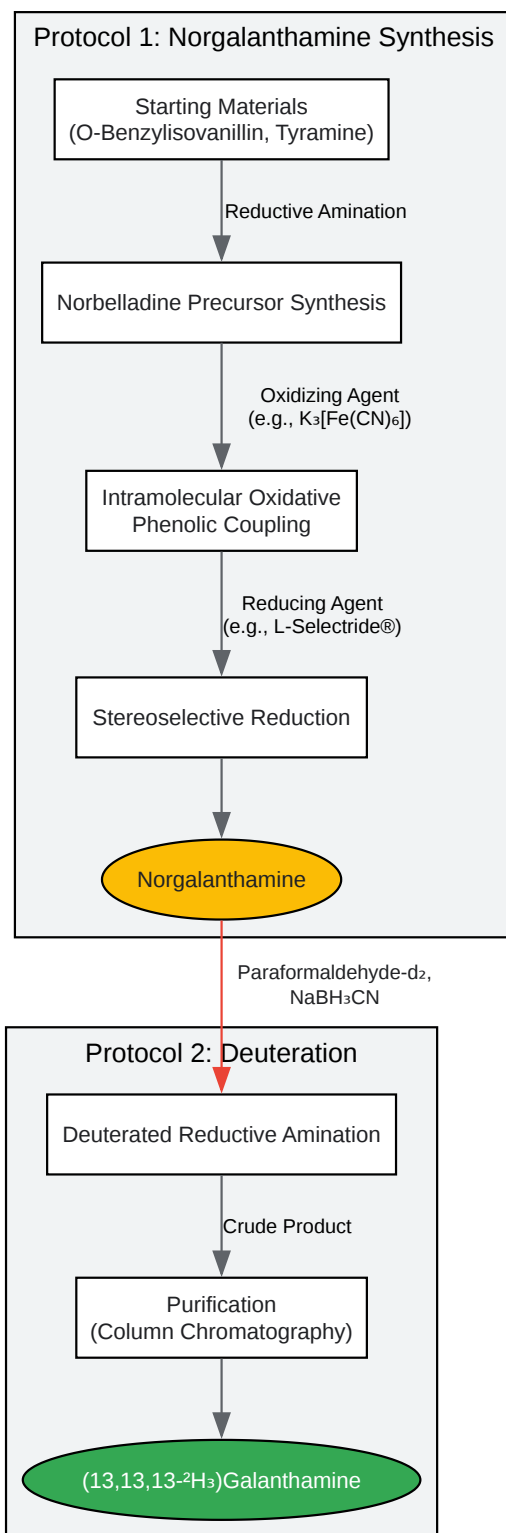 Protocol 1: Norgalanthamine Synthesis
Starting Materials
(O-Benzylisovanillin, Tyramine)
Reductive Amination
Norbelladine Precursor Synthesis
Oxidizing Agent
(e.g., K₃[Fe(CN)₆])
Intramolecular Oxidative
Phenolic Coupling
Reducing Agent
(e.g., L-Selectride®)
Stereoselective Reduction
Norgalanthamine
Paraformaldehyde-d₂,
NaBH₃CN
Protocol 2: Deuteration
Deuterated Reductive Amination
Crude Product
Purification
(Column Chromatography)
(13,13,13-²H₃)Galanthamine